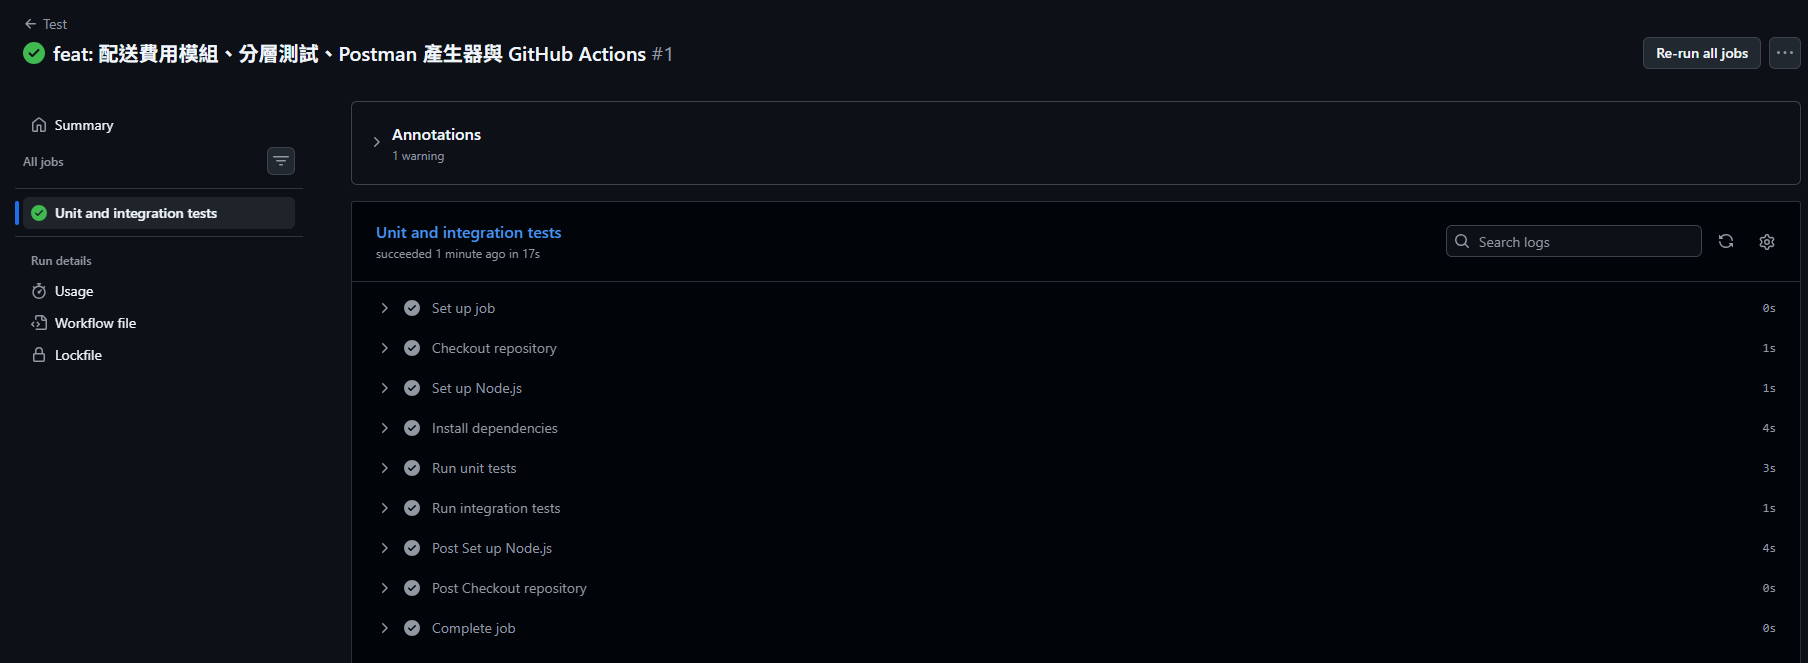 Test
feat: 配送費用模組、分層測試、Postman 產生器與 GitHub Actions #1
Re-run all jobs
Summary
All jobs
Unit and integration tests
Run details
Usage
Workflow file
Lockfile
Annotations
1 warning
Unit and integration tests
succeeded 1 minute ago in 17s
Search logs
Set up job 0s
Checkout repository 1s
Set up Node.js 1s
Install dependencies 4s
Run unit tests 3s
Run integration tests 1s
Post Set up Node.js 4s
Post Checkout repository 0s
Complete job 0s